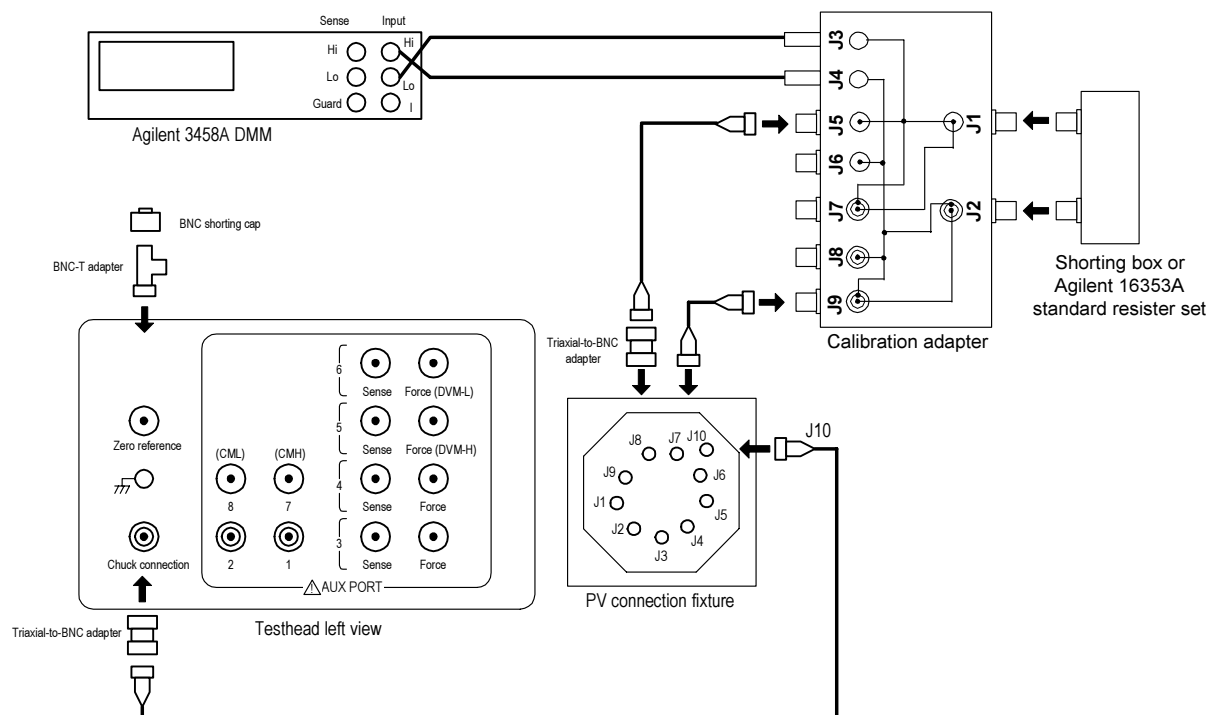 Sense Input
Hi
Hi
Lo
Lo
Guard
I
Agilent 3458A DMM
J3
J4
J5
J6
J7
J8
J9
J1
J2
Shorting box or
Agilent 16353A
standard resister set
Calibration adapter
BNC shorting cap
BNC-T adapter
Triaxial-to-BNC
adapter
Zero reference
Chuck connection
(CML) (CMH)
8 7
2 1
6
Sense Force (DVM-L)
5
Sense Force (DVM-H)
4
Sense Force
3
Sense Force
! AUX PORT
Testhead left view
Triaxial-to-BNC adapter
J8
J7
J10
J9
J6
J1
J5
J2
J4
J3
PV connection fixture
J10